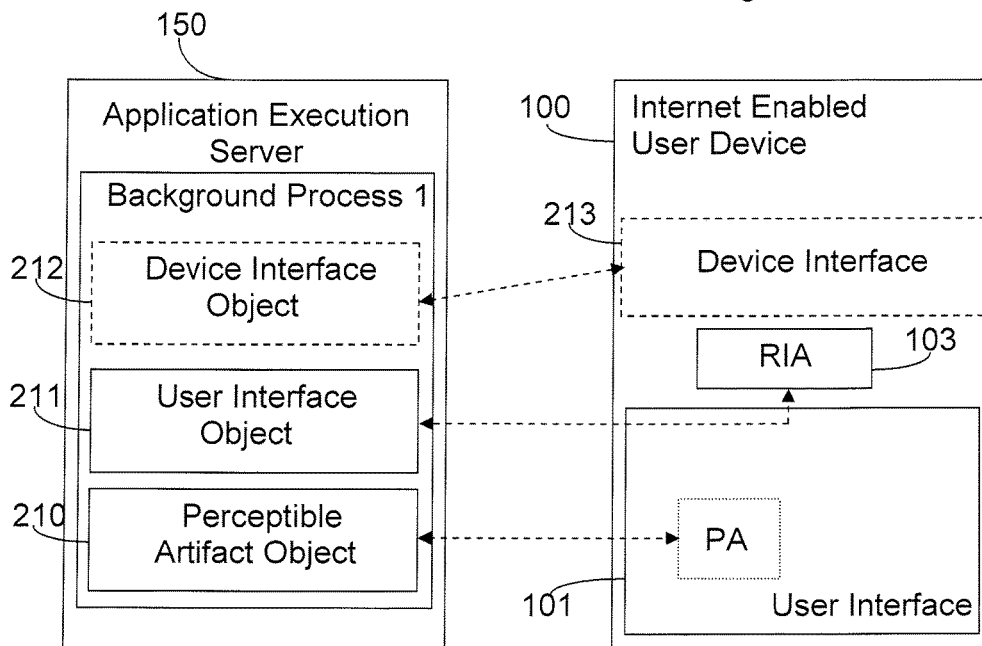 150
Application Execution
Server
Background Process 1
212
Device Interface
Object
211
User Interface
Object
210
Perceptible
Artifact Object
100
Internet Enabled
User Device
213
Device Interface
RIA
103
PA
101
User Interface